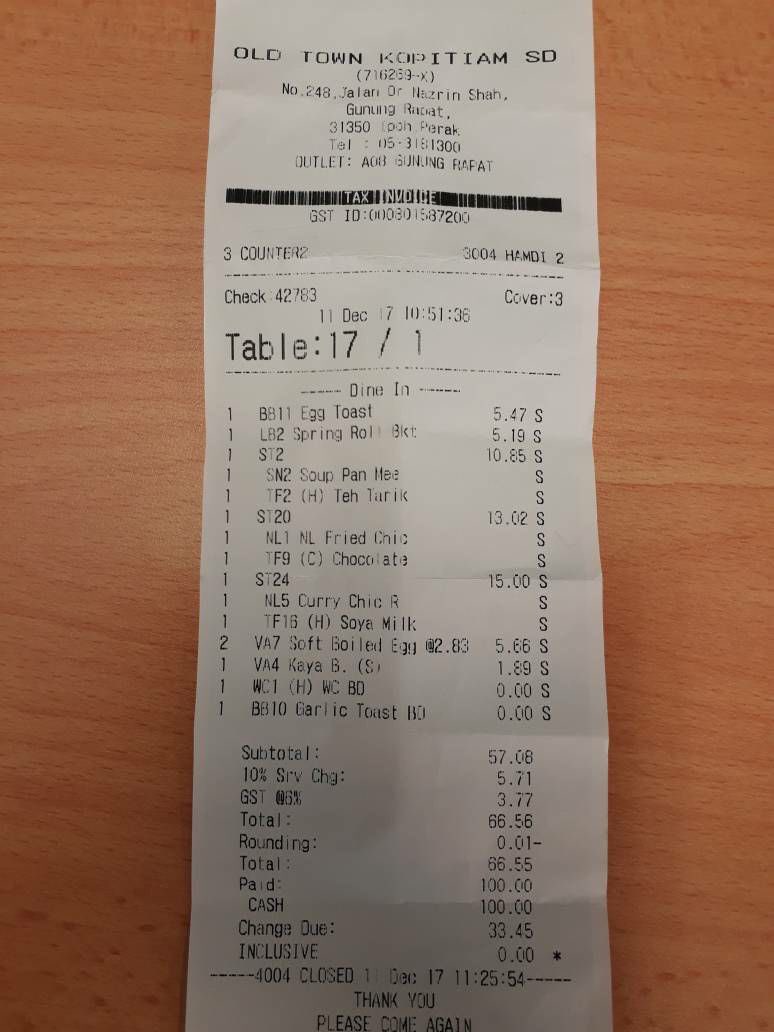 OLD TOWN KOPITIAM SD
(716269-X)
No.248,Jalan Dr Nazrin Shah,
Gunung Rapat,
31350 Ipoh,Perak
Tel : 05-3181300
OUTLET: A08 GUNUNG RAPAT
TAX INVOICE
GST ID:000801587200
3 COUNTER2 3004 HAMDI 2
Check:42783 Cover:3
11 Dec 17 10:51:36
Table:17 / 1
----- Dine In ------
1 BB11 Egg Toast 5.47 S
1 LB2 Spring Roll Bkt 5.19 S
1 ST2 10.85 S
1 SN2 Soup Pan Mee S
1 TF2 (H) Teh Tarik S
1 ST20 13.02 S
1 NL1 NL Fried Chic S
1 TF9 (C) Chocolate S
1 ST24 15.00 S
1 NL5 Curry Chic R S
1 TF16 (H) Soya Milk S
2 VA7 Soft Boiled Egg @2.83 5.66 S
1 VA4 Kaya B. (S) 1.89 S
1 WC1 (H) WC BD 0.00 S
1 BB10 Garlic Toast BD 0.00 S
Subtotal: 57.08
10% Srv Chg: 5.71
GST @6% 3.77
Total: 66.56
Rounding: 0.01-
Total: 66.55
Paid: 100.00
CASH 100.00
Change Due: 33.45
INCLUSIVE 0.00 *
-----4004 CLOSED 11 Dec 17 11:25:54-----
THANK YOU
PLEASE COME AGAIN